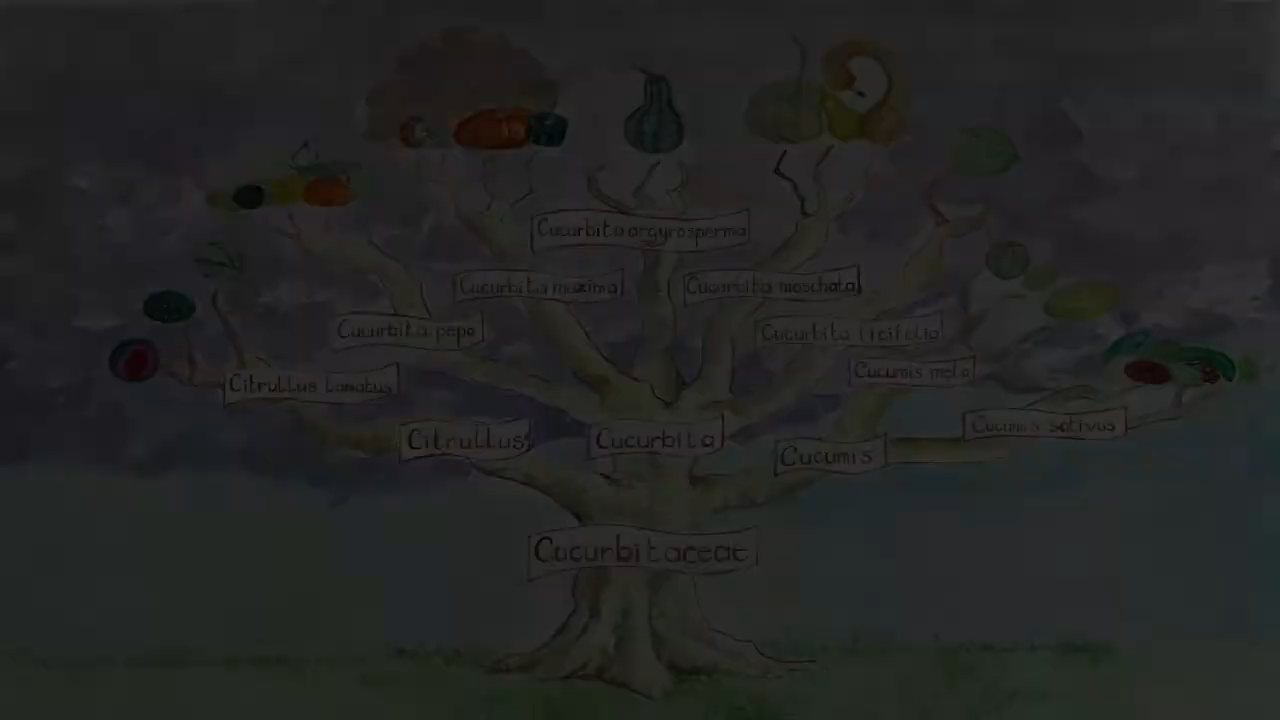 Cucurbita argyrosperma
Cucurbita maxima
Cucurbita moschata
Cucurbita pepo
Cucurbita ficifolia
Citrullus lanatus
Cucumis melo
Cucumis sativus
Citrullus
Cucurbita
Cucumis
Cucurbitaceae